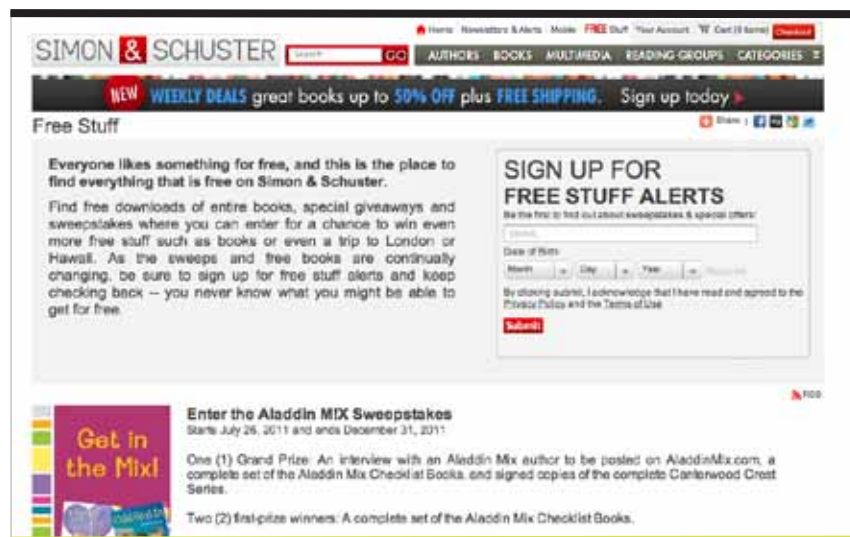 Home Newsletters & Alerts Mobile FREE Stuff Your Account Cart (0 items) Checkout
SIMON & SCHUSTER Search GO AUTHORS BOOKS MULTIMEDIA READING GROUPS CATEGORIES
NEW WEEKLY DEALS great books up to 50% OFF plus FREE SHIPPING. Sign up today
Free Stuff
Share
Everyone likes something for free, and this is the place to
find everything that is free on Simon & Schuster.
Find free downloads of entire books, special giveaways and
sweepstakes where you can enter for a chance to win even
more free stuff such as books or even a trip to London or
Hawaii. As the sweeps and free books are continually
changing, be sure to sign up for free stuff alerts and keep
checking back -- you never know what you might be able to
get for free.
SIGN UP FOR
FREE STUFF ALERTS
Be the first to find out about sweepstakes & special offers!
Date of Birth
Month Day Year
By clicking submit, I acknowledge that I have read and agreed to the
Privacy Policy and the Terms of Use
Submit
RSS
Get in
the Mix!
Enter the Aladdin M!X Sweepstakes
Starts July 26, 2011 and ends December 31, 2011
One (1) Grand Prize: An interview with an Aladdin Mix author to be posted on AladdinMix.com, a
complete set of the Aladdin Mix Checklist Books, and signed copies of the complete Canterwood Crest
Series.
Two (2) first-prize winners: A complete set of the Aladdin Mix Checklist Books.